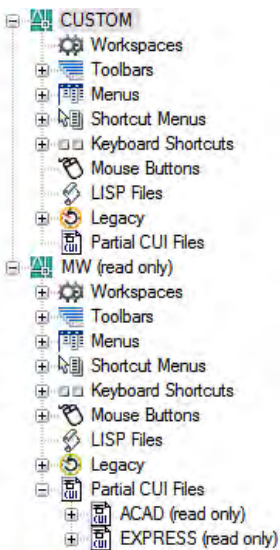 CUSTOM
Workspaces
Toolbars
Menus
Shortcut Menus
Keyboard Shortcuts
Mouse Buttons
LISP Files
Legacy
Partial CUI Files
MW (read only)
Workspaces
Toolbars
Menus
Shortcut Menus
Keyboard Shortcuts
Mouse Buttons
LISP Files
Legacy
Partial CUI Files
ACAD (read only)
EXPRESS (read only)